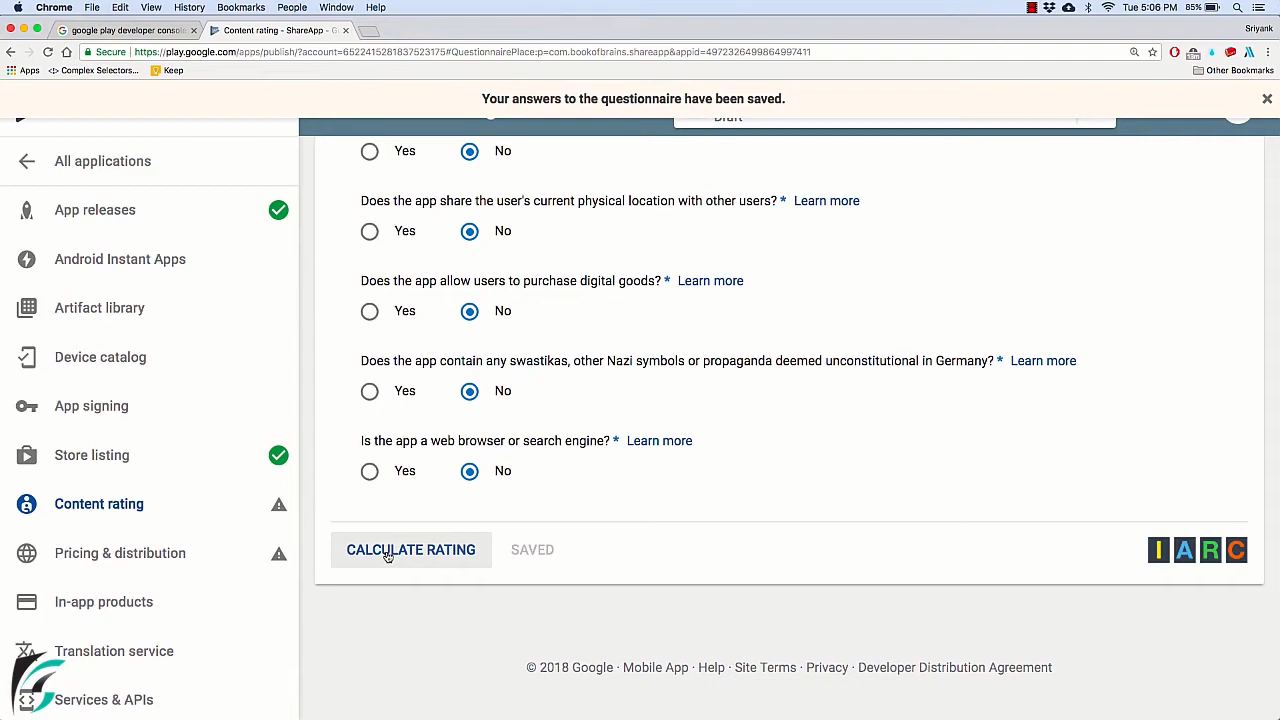 Chrome File Edit View History Bookmarks People Window Help Tue 5:06 PM 85%
google play developer console Content rating - ShareApp - G Sriyank
Secure https://play.google.com/apps/publish/?account=6522415281837523175#QuestionnairePlace:p=com.bookofbrains.shareapp&appid=4972326499864997411
Apps <> Complex Selectors... Keep Other Bookmarks
Your answers to the questionnaire have been saved.
Draft
All applications
App releases
Android Instant Apps
Artifact library
Device catalog
App signing
Store listing
Content rating
Pricing & distribution
In-app products
Translation service
Services & APIs
Yes No
Does the app share the user's current physical location with other users? * Learn more
Yes No
Does the app allow users to purchase digital goods? * Learn more
Yes No
Does the app contain any swastikas, other Nazi symbols or propaganda deemed unconstitutional in Germany? * Learn more
Yes No
Is the app a web browser or search engine? * Learn more
Yes No
CALCULATE RATING SAVED IARC
© 2018 Google · Mobile App · Help · Site Terms · Privacy · Developer Distribution Agreement